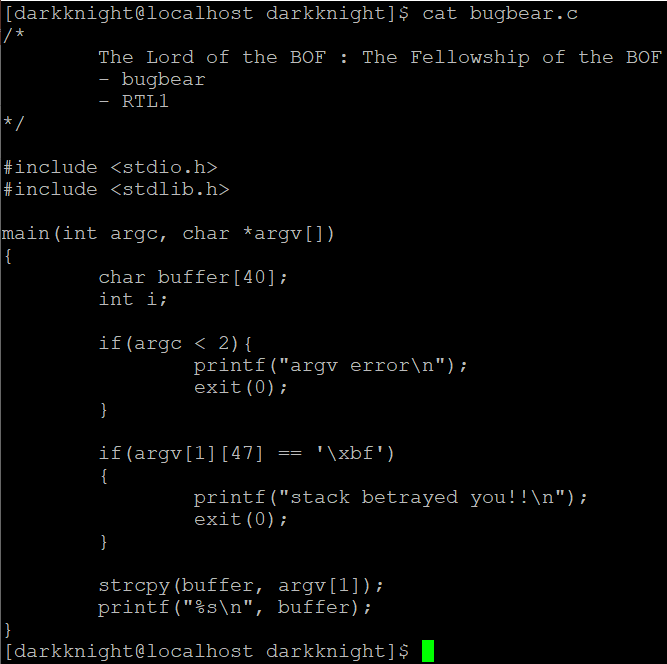 [darkknight@localhost darkknight]$ cat bugbear.c
/*
        The Lord of the BOF : The Fellowship of the BOF
        - bugbear
        - RTL1
*/

#include <stdio.h>
#include <stdlib.h>

main(int argc, char *argv[])
{
        char buffer[40];
        int i;

        if(argc < 2){
                printf("argv error\n");
                exit(0);
        }

        if(argv[1][47] == '\xbf')
        {
                printf("stack betrayed you!!\n");
                exit(0);
        }

        strcpy(buffer, argv[1]);
        printf("%s\n", buffer);
}
[darkknight@localhost darkknight]$